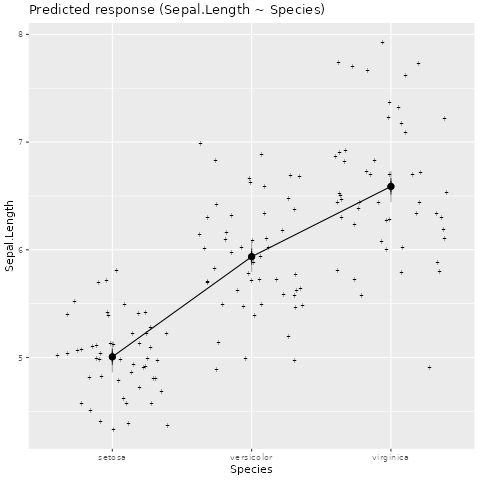 Predicted response (Sepal.Length ~ Species)
8
7
6
5
Sepal.Length
setosa
versicolor
virginica
Species